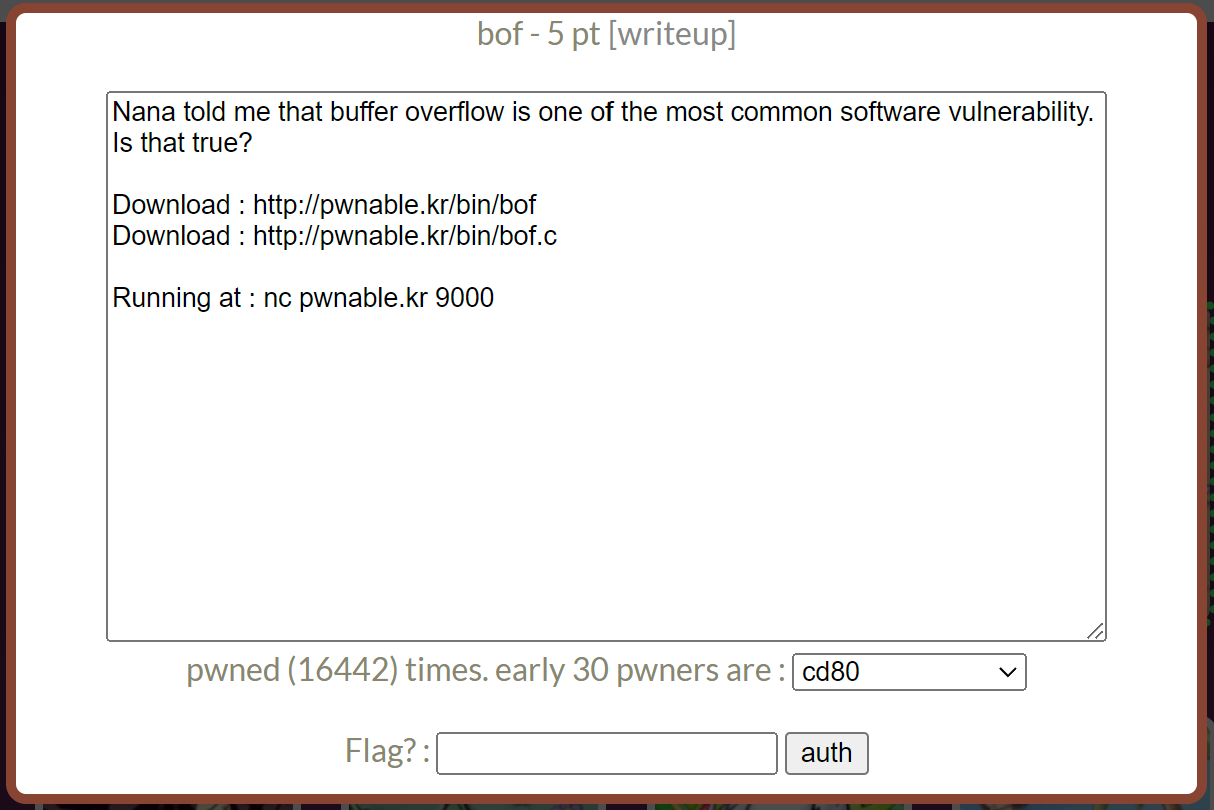 bof - 5 pt [writeup]
Nana told me that buffer overflow is one of the most common software vulnerability.
Is that true?
Download : http://pwnable.kr/bin/bof
Download : http://pwnable.kr/bin/bof.c
Running at : nc pwnable.kr 9000
pwned (16442) times. early 30 pwners are : cd80
Flag? : auth